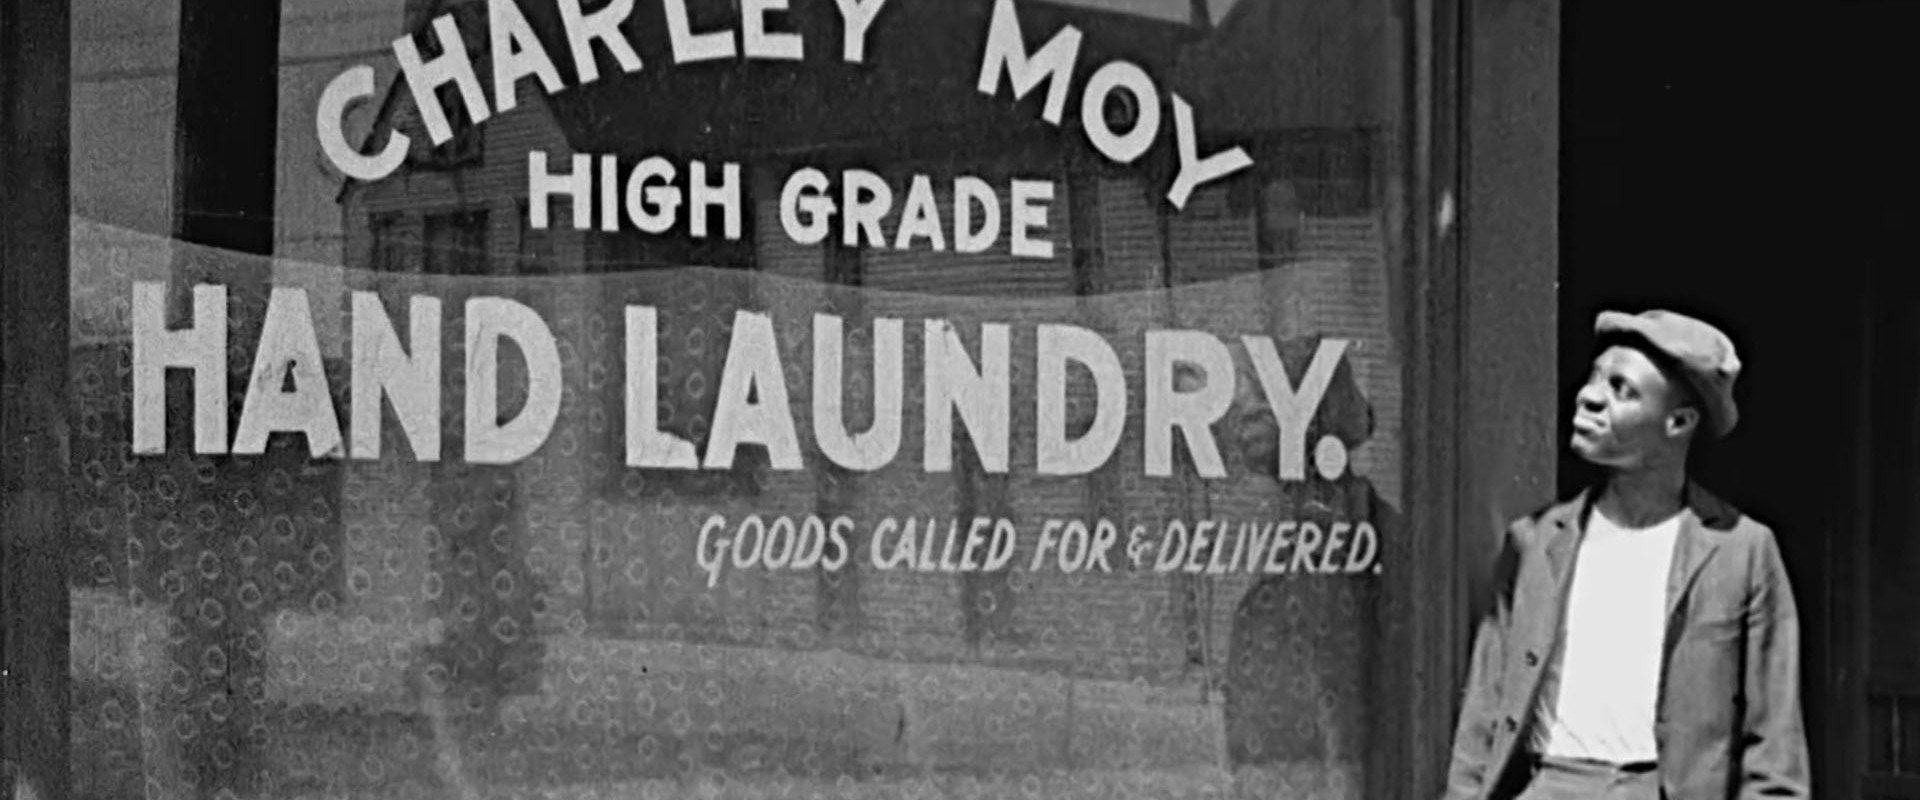 CHARLEY MOY
HIGH GRADE
HAND LAUNDRY.
GOODS CALLED FOR & DELIVERED.